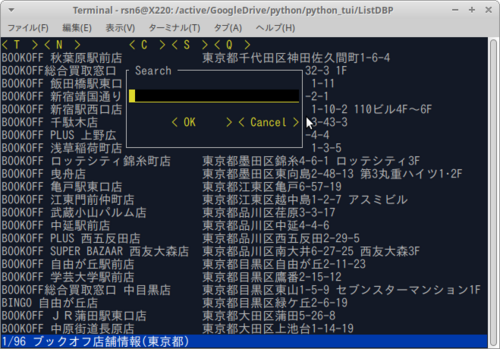 Terminal - rsn6@X220: /active/GoogleDrive/python/python_tui/ListDBP
ファイル(F) 編集(E) 表示(V) ターミナル(T) タブ(A) ヘルプ(H)
< T > < N > < C > < S > < Q >
BOOKOFF 秋葉原駅前店 東京都千代田区神田佐久間町1-6-4
BOOKOFF総合買取窓口 32-3 1F
BOOKOFF 飯田橋駅東口 1-11
BOOKOFF 新宿靖国通り -2-1
BOOKOFF 新宿駅西口店 1-10-2 110ビル4F〜6F
BOOKOFF 千駄木店 3-43-3
BOOKOFF PLUS 上野広 -4-4
BOOKOFF 浅草稲荷町店 1-3-5
Search
< OK > < Cancel >
BOOKOFF ロッテシティ錦糸町店 東京都墨田区錦糸4-6-1 ロッテシティ3F
BOOKOFF 曳舟店 東京都墨田区東向島2-48-13 第3丸重ハイツ1・2F
BOOKOFF 亀戸駅東口店 東京都江東区亀戸6-57-19
BOOKOFF 江東門前仲町店 東京都江東区越中島1-2-7 アスミビル
BOOKOFF 武蔵小山パルム店 東京都品川区荏原3-3-17
BOOKOFF 中延駅前店 東京都品川区中延4-4-6
BOOKOFF PLUS 西五反田店 東京都品川区西五反田2-29-5
BOOKOFF SUPER BAZAAR 西友大森店 東京都品川区南大井6-27-25 西友大森3F
BOOKOFF 自由が丘駅前店 東京都目黒区自由が丘2-11-23
BOOKOFF 学芸大学駅前店 東京都目黒区鷹番2-15-12
BOOKOFF総合買取窓口 中目黒店 東京都目黒区東山1-5-9 セブンスターマンション1F
BINGO 自由が丘店 東京都目黒区緑ケ丘2-6-19
BOOKOFF JR蒲田駅東口店 東京都大田区蒲田5-26-8
BOOKOFF 中原街道長原店 東京都大田区上池台1-14-19
1/96 ブックオフ店舗情報(東京都)